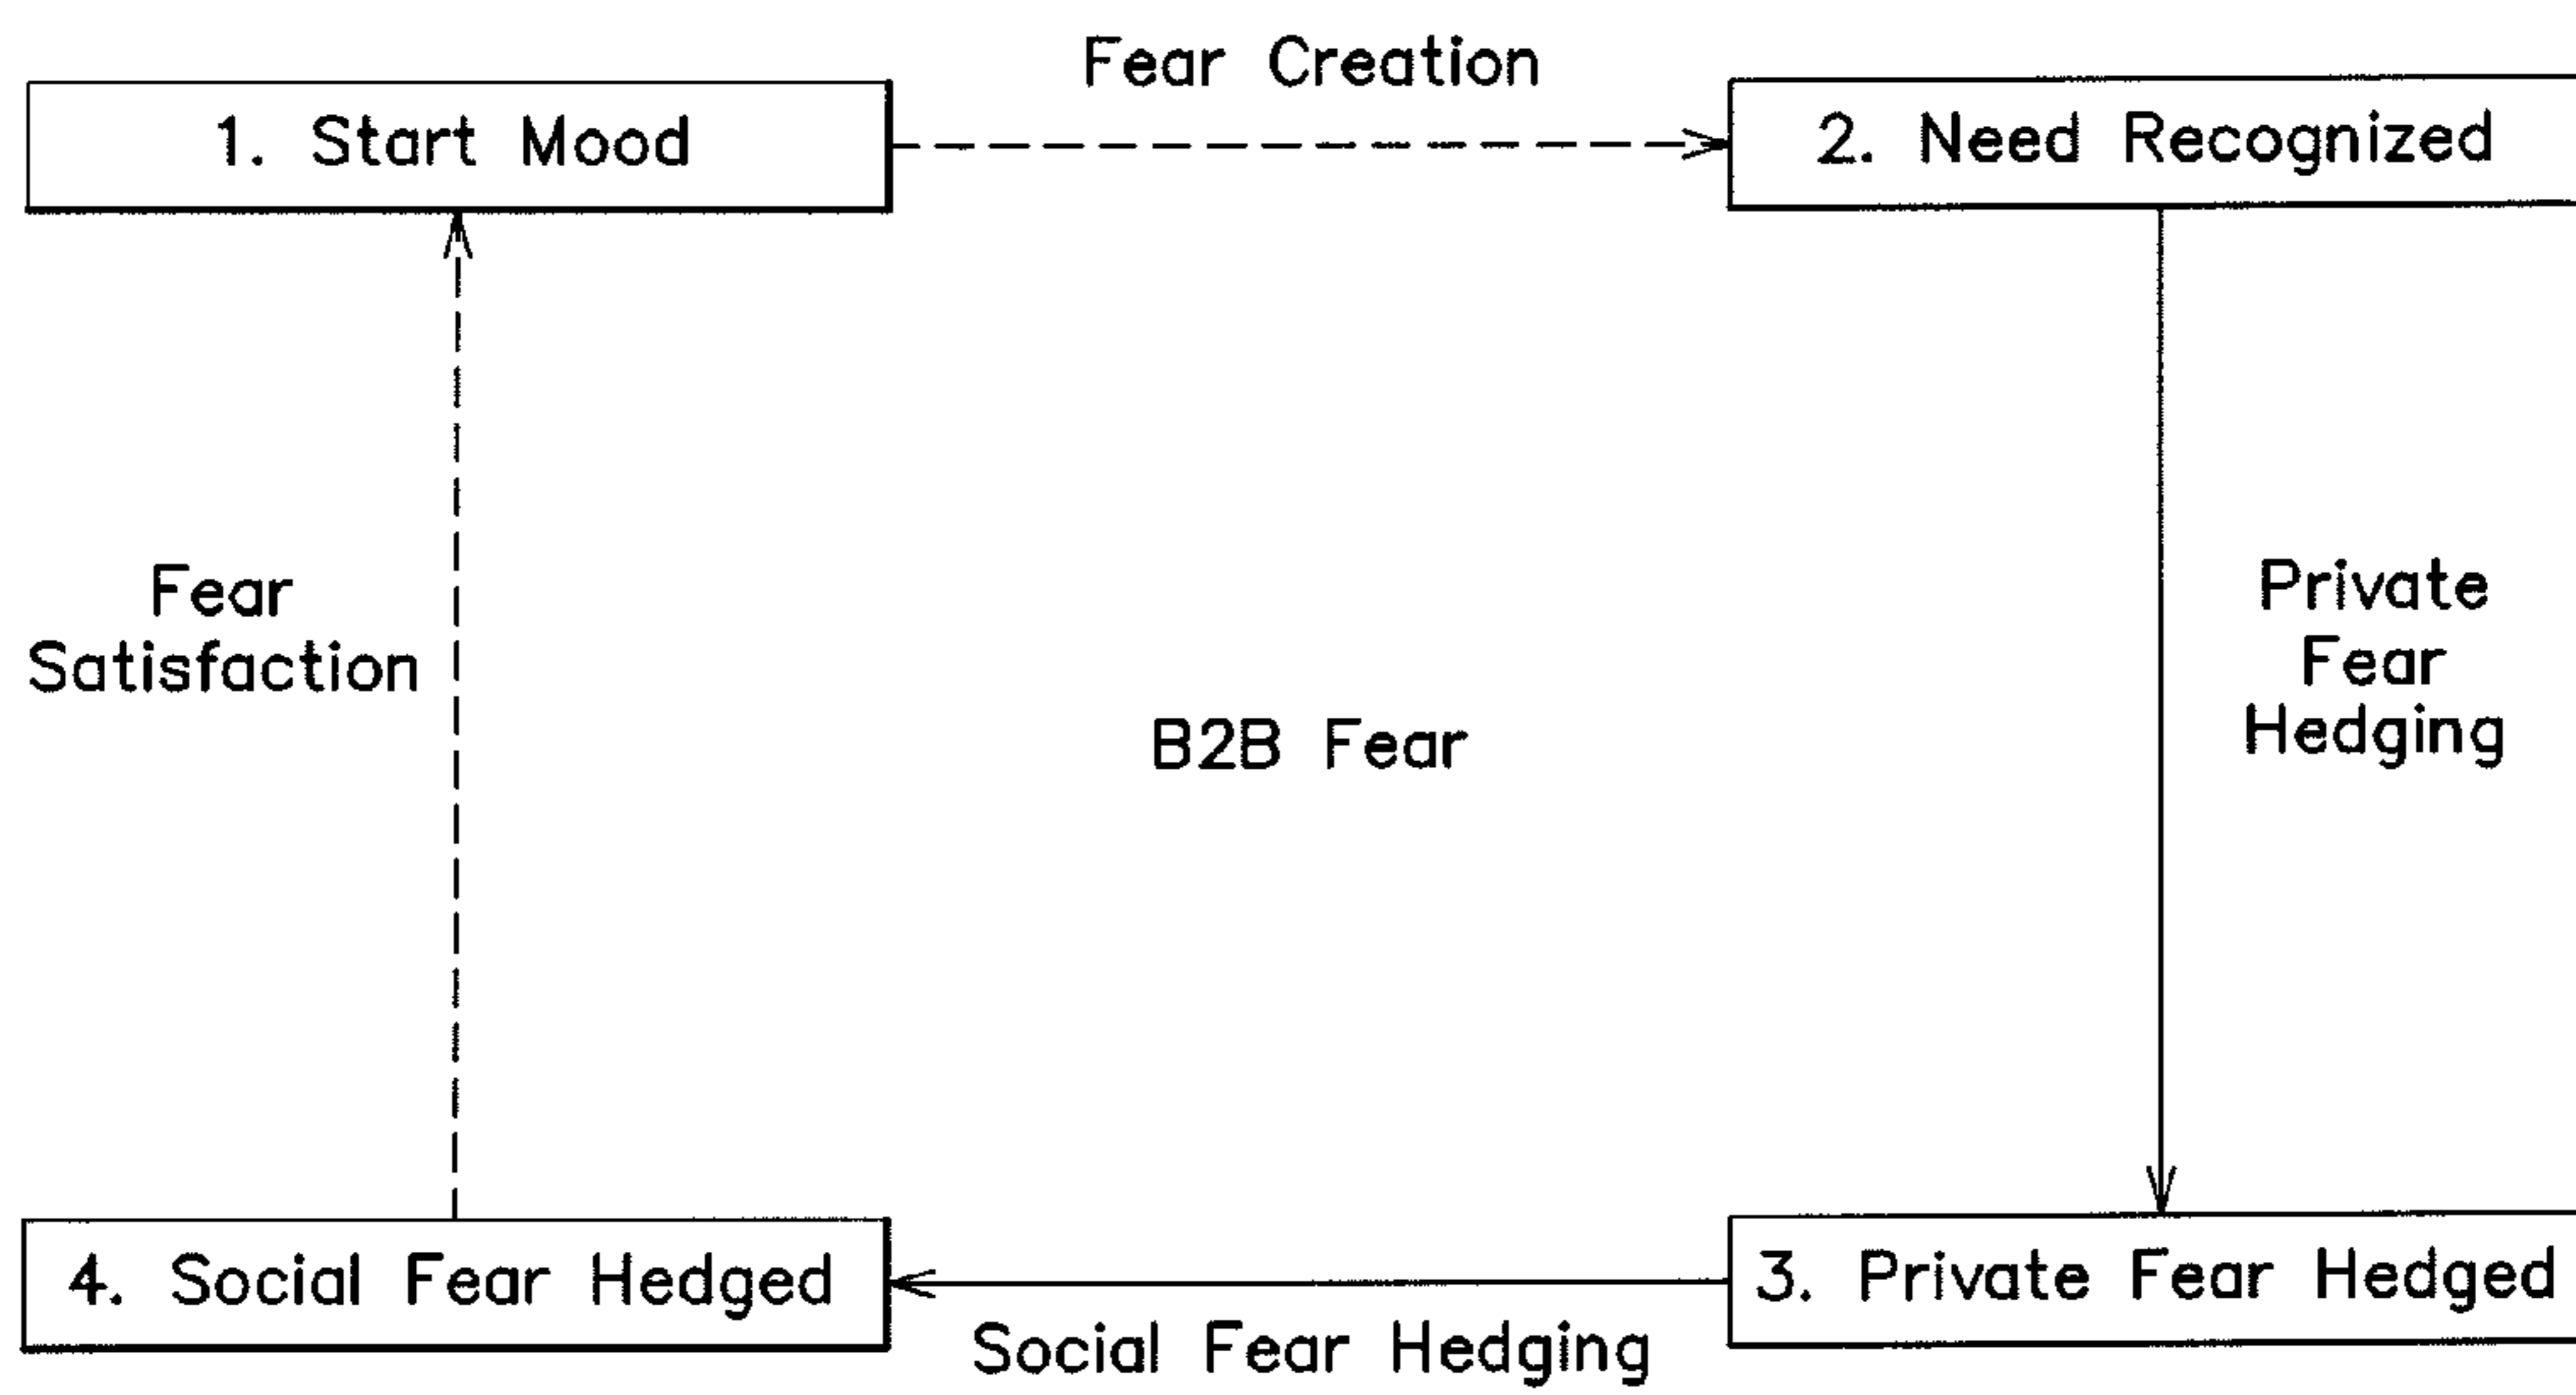 Fear Creation
1. Start Mood
2. Need Recognized
Fear
Satisfaction
Private
Fear
Hedging
B2B Fear
4. Social Fear Hedged
3. Private Fear Hedged
Social Fear Hedging